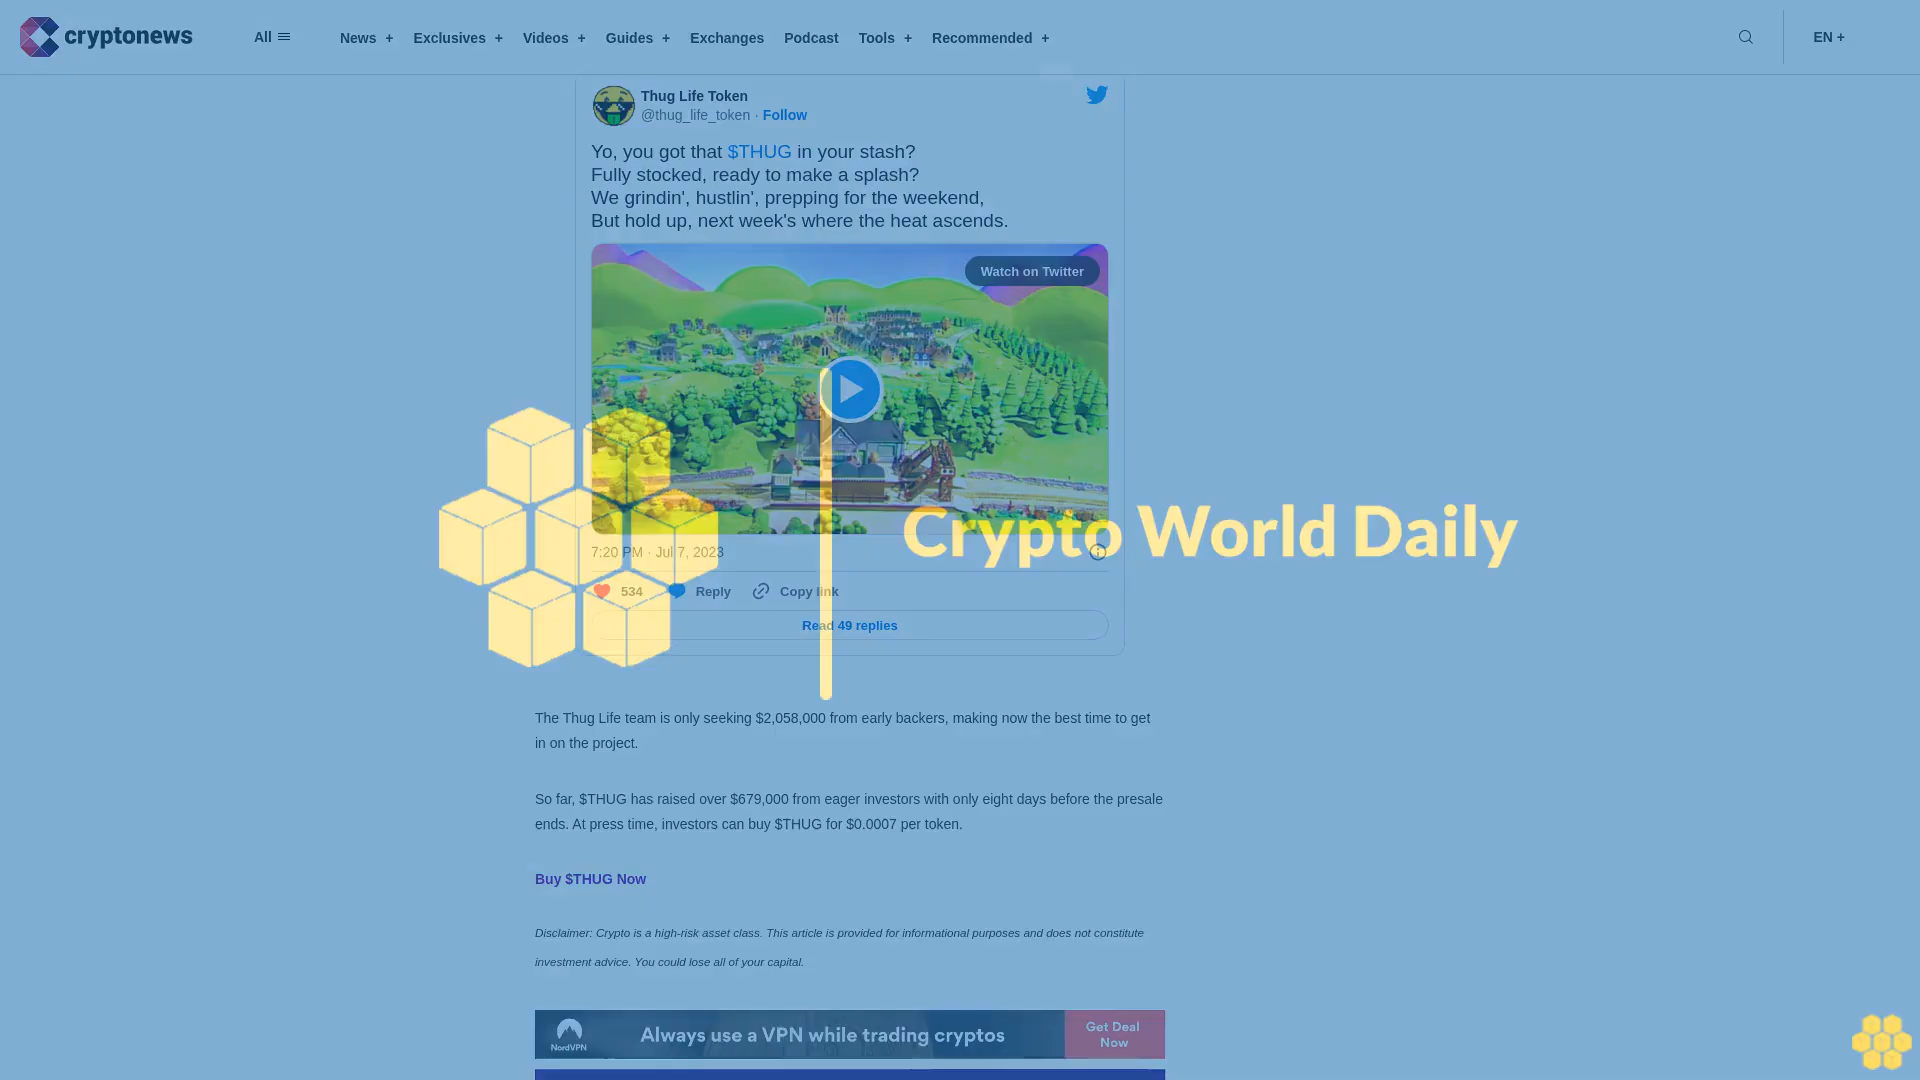 cryptonews
All
News +
Exclusives +
Videos +
Guides +
Exchanges
Podcast
Tools +
Recommended +
EN +
Thug Life Token
@thug_life_token · Follow
Yo, you got that $THUG in your stash?
Fully stocked, ready to make a splash?
We grindin', hustlin', prepping for the weekend,
But hold up, next week's where the heat ascends.
Watch on Twitter
Crypto World Daily
7:20 PM · Jul 7, 2023
534
Reply
Copy link
Read 49 replies
The Thug Life team is only seeking $2,058,000 from early backers, making now the best time to get
in on the project.
So far, $THUG has raised over $679,000 from eager investors with only eight days before the presale
ends. At press time, investors can buy $THUG for $0.0007 per token.
Buy $THUG Now
Disclaimer: Crypto is a high-risk asset class. This article is provided for informational purposes and does not constitute
investment advice. You could lose all of your capital.
NordVPN
Always use a VPN while trading cryptos
Get Deal
Now